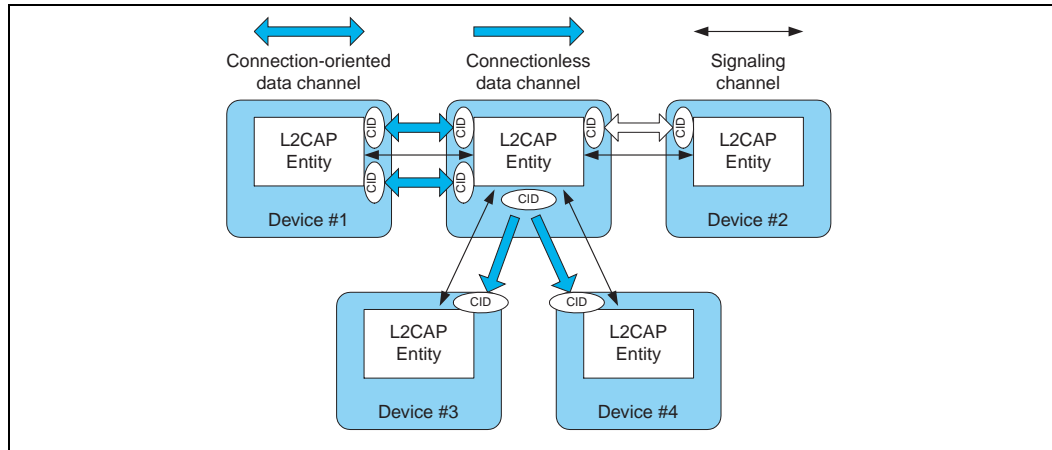 Connection-oriented
data channel
Connectionless
data channel
Signaling
channel
CID
CID
CID
CID
L2CAP
Entity
L2CAP
Entity
L2CAP
Entity
CID
CID
CID
CID
Device #1
Device #2
CID
CID
L2CAP
Entity
L2CAP
Entity
Device #3
Device #4